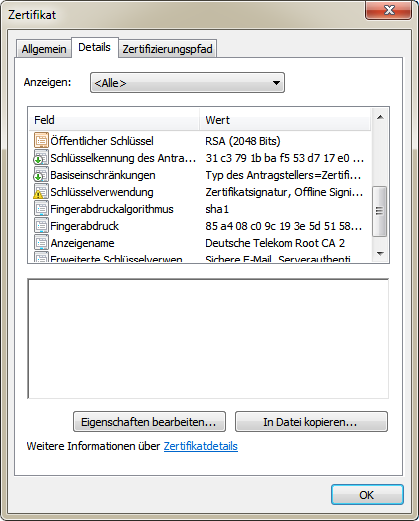 Zertifikat
Allgemein Details Zertifizierungspfad
Anzeigen: <Alle>
Feld Wert
Öffentlicher Schlüssel RSA (2048 Bits)
Schlüsselkennung des Antra... 31 c3 79 1b ba f5 53 d7 17 e0 ...
Basiseinschränkungen Typ des Antragstellers=Zertifi...
Schlüsselverwendung Zertifikatsignatur, Offline Signi...
Fingerabdruckalgorithmus sha1
Fingerabdruck 85 a4 08 c0 9c 19 3e 5d 51 58...
Anzeigename Deutsche Telekom Root CA 2
Erweiterte Schlüsselverwen... Sichere E-Mail, Serverauthenti...
Eigenschaften bearbeiten... In Datei kopieren...
Weitere Informationen über Zertifikatdetails
OK